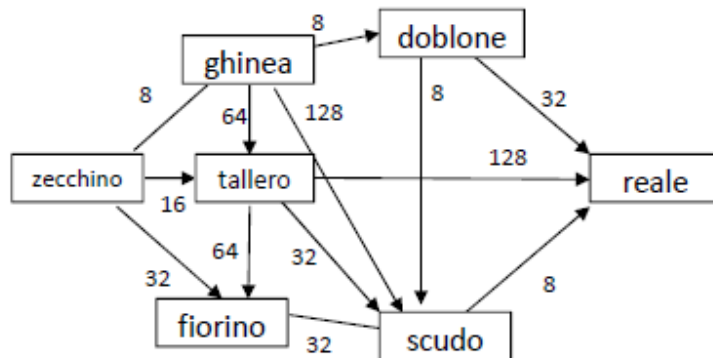 8 doblone
ghinea
8 64 128 8 32
128
zecchino tallero reale
16
32 64 32 8
fiorino scudo
32